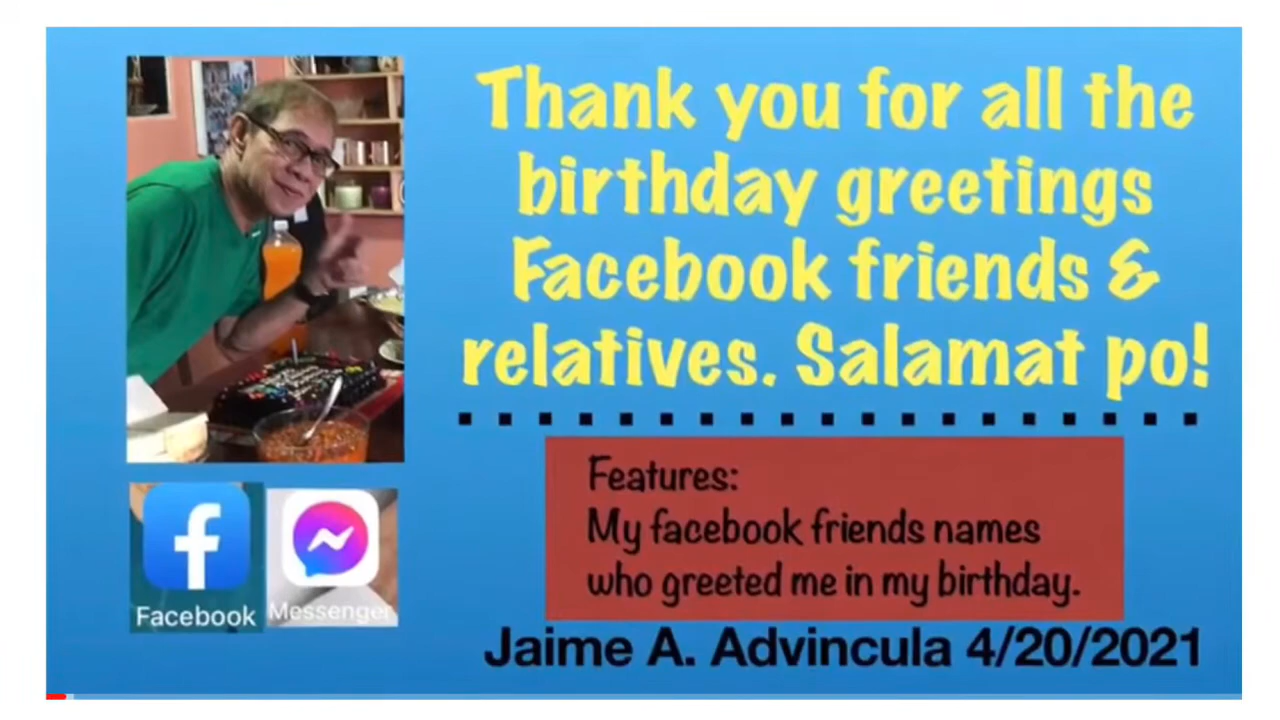 Thank you for all the
birthday greetings
Facebook friends &
relatives. Salamat po!
Features:
My facebook friends names
who greeted me in my birthday.
Facebook
Messenger
Jaime A. Advincula 4/20/2021